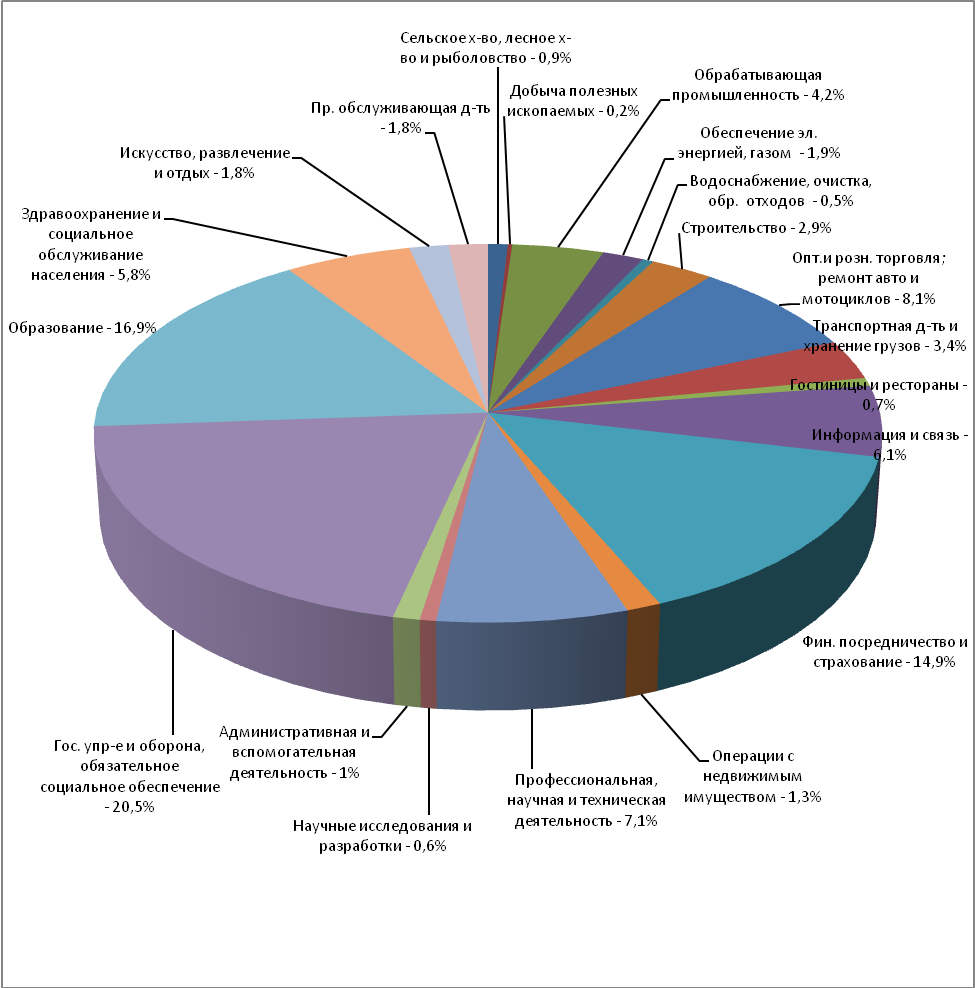 Сельское х-во, лесное х-
во и рыболовство - 0,9%
Добыча полезных
ископаемых - 0,2%
Обрабатывающая
промышленность - 4,2%
Обеспечение эл.
энергией, газом - 1,9%
Водоснабжение, очистка,
обр. отходов - 0,5%
Строительство - 2,9%
Опт.и розн. торговля;
ремонт авто и
мотоциклов - 8,1%
Транспортная д-ть и
хранение грузов - 3,4%
Гостиницы и рестораны -
0,7%
Информация и связь -
6,1%
Фин. посредничество и
страхование - 14,9%
Операции с
недвижимым
имуществом - 1,3%
Профессиональная,
научная и техническая
деятельность - 7,1%
Научные исследования и
разработки - 0,6%
Административная и
вспомогательная
деятельность - 1%
Гос. упр-е и оборона,
обязательное
социальное обеспечение
- 20,5%
Образование - 16,9%
Здравоохранение и
социальное
обслуживание
населения - 5,8%
Искусство, развлечение
и отдых - 1,8%
Пр. обслуживающая д-ть
- 1,8%